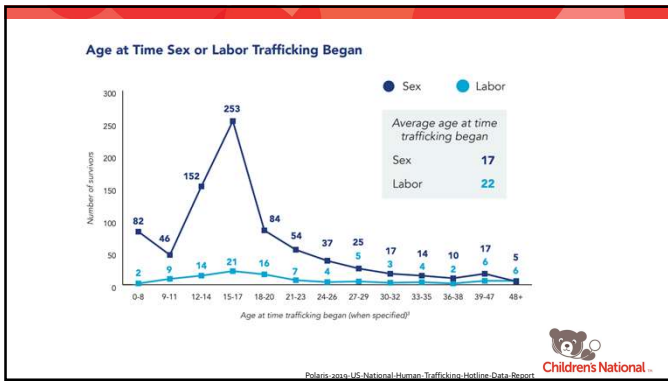 Age at Time Sex or Labor Trafficking Began
Sex
Labor
Average age at time
trafficking began
Sex 17
Labor 22
Number of survivors
300
250
200
150
100
50
0
82
46
152
253
84
54
37
25
17
14
10
17
5
2
9
14
21
16
7
4
5
3
4
2
6
6
0-8 9-11 12-14 15-17 18-20 21-23 24-26 27-29 30-32 33-35 36-38 39-47 48+
Age at time trafficking began (when specified)³
Polaris-2019-US-National-Human-Trafficking-Hotline-Data-Report
Children's National